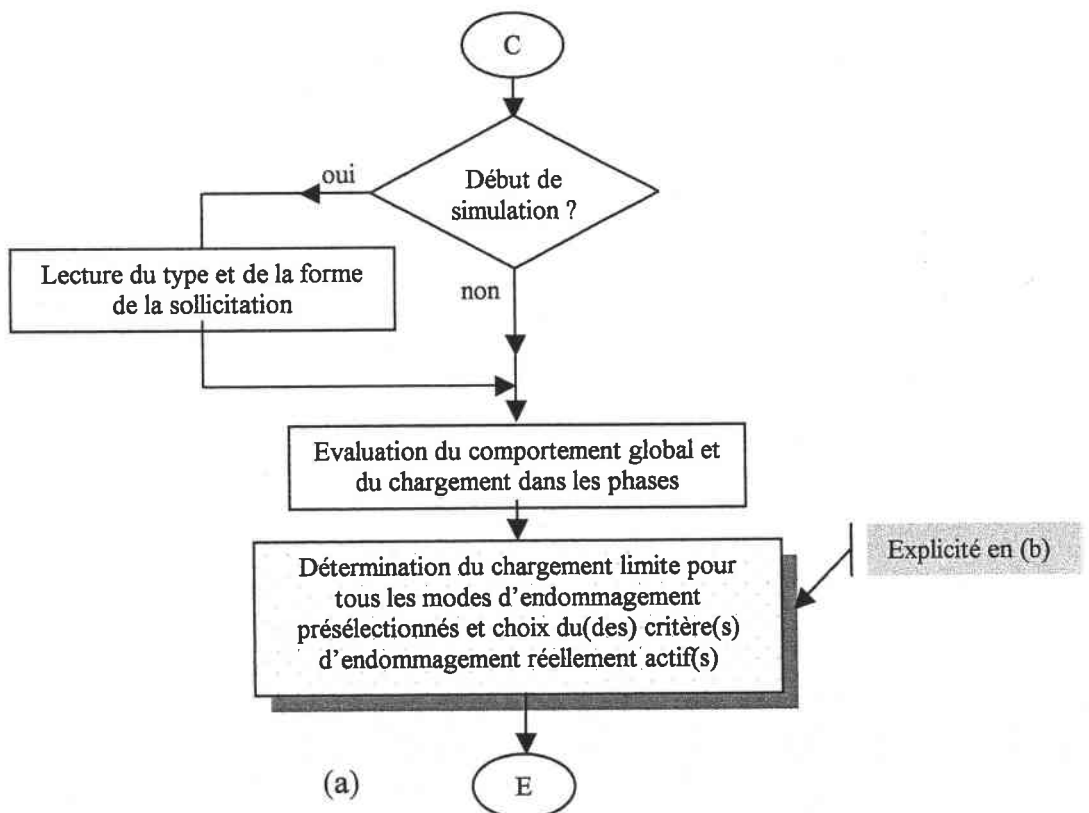 C
Début de
simulation ?
oui
Lecture du type et de la forme
de la sollicitation
non
Evaluation du comportement global et
du chargement dans les phases
Détermination du chargement limite pour
tous les modes d'endommagement
présélectionnés et choix du(des) critère(s)
d'endommagement réellement actif(s)
Explicité en (b)
(a)
E